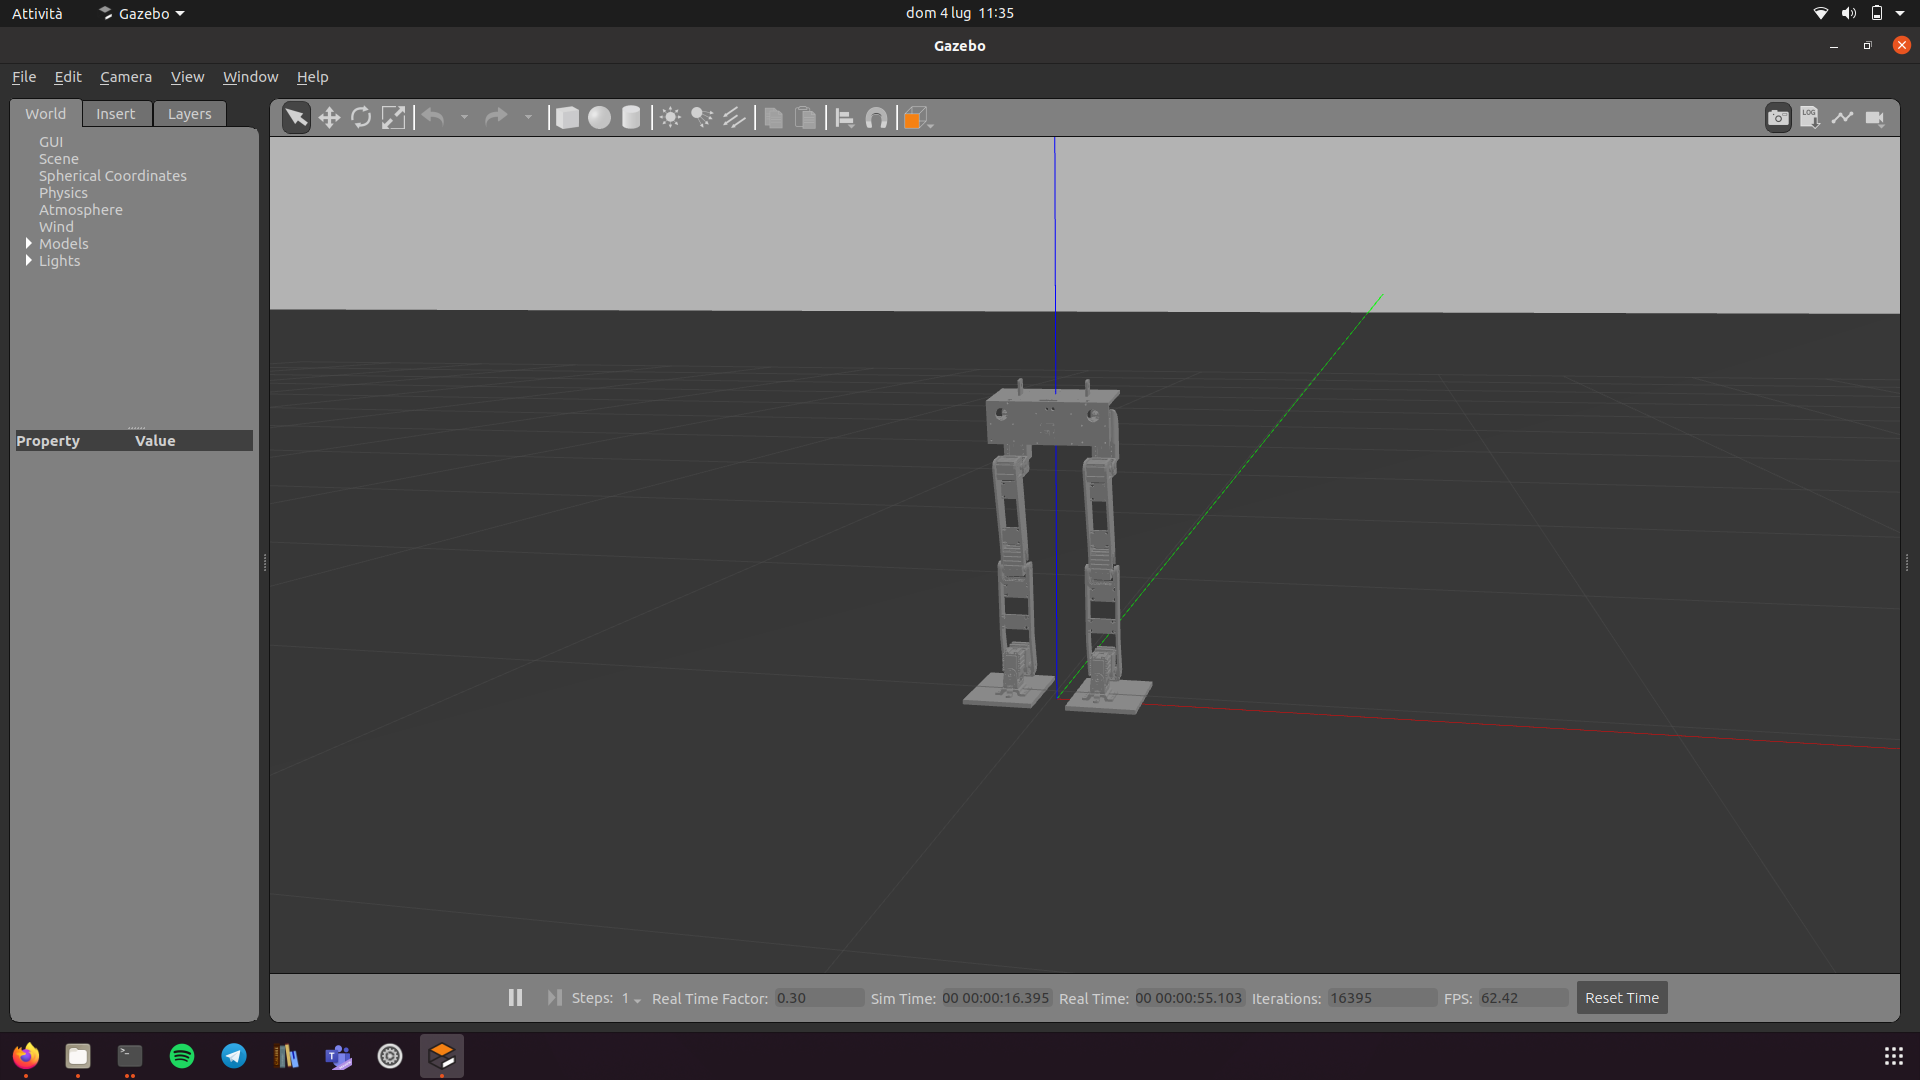 Attività Gazebo dom 4 lug 11:35
Gazebo
File Edit Camera View Window Help
World Insert Layers
LOG
GUI
Scene
Spherical Coordinates
Physics
Atmosphere
Wind
Models
Lights
Property Value
Steps: 1 Real Time Factor: 0.30 Sim Time: 00 00:00:16.395 Real Time: 00 00:00:55.103 Iterations: 16395 FPS: 62.42 Reset Time